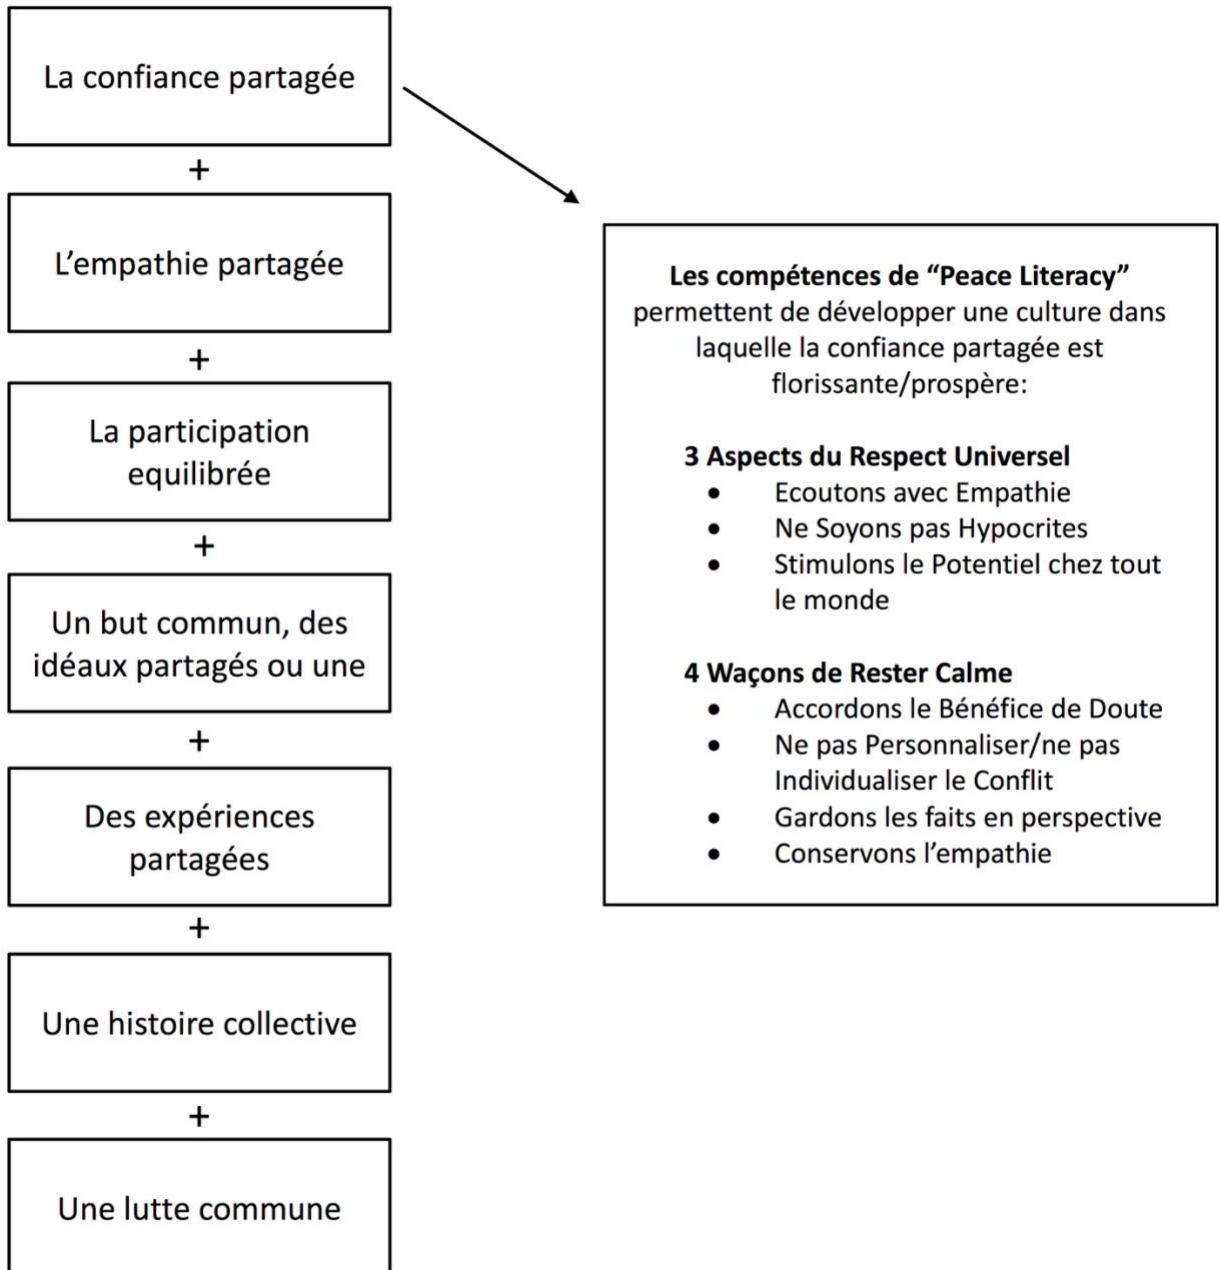 La confiance partagée
+
L'empathie partagée
+
La participation
equilibrée
+
Un but commun, des
idéaux partagés ou une
+
Des expériences
partagées
+
Une histoire collective
+
Une lutte commune
Les compétences de “Peace Literacy”
permettent de développer une culture dans
laquelle la confiance partagée est
florissante/prospère:
3 Aspects du Respect Universel
• Ecoutons avec Empathie
• Ne Soyons pas Hypocrites
• Stimulons le Potentiel chez tout
le monde
4 Waçons de Rester Calme
• Accordons le Bénéfice de Doute
• Ne pas Personnaliser/ne pas
Individualiser le Conflit
• Gardons les faits en perspective
• Conservons l’empathie